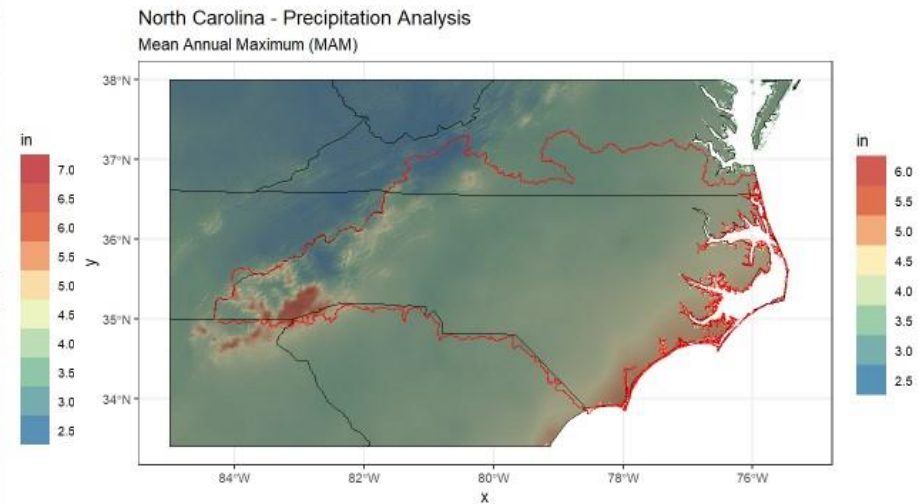 North Carolina - Precipitation Analysis
Mean Annual Maximum (MAM)
in
7.0
6.5
6.0
5.5
5.0
4.5
4.0
3.5
3.0
2.5
y
38°N
37°N
36°N
35°N
34°N
84°W 82°W 80°W 78°W 76°W
x
in
6.0
5.5
5.0
4.5
4.0
3.5
3.0
2.5